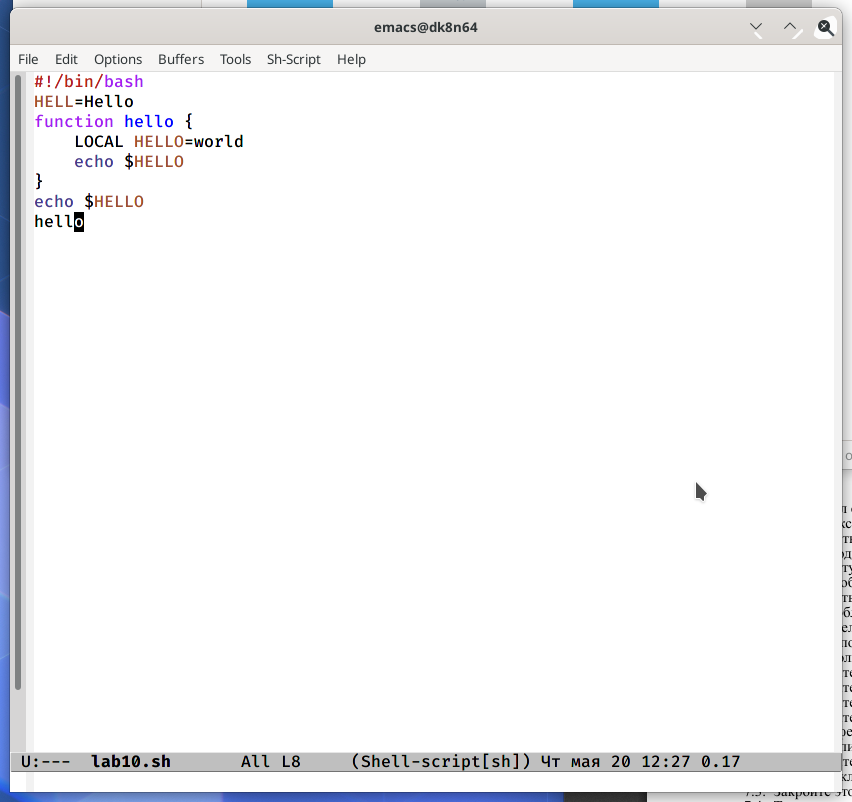 emacs@dk8n64
File Edit Options Buffers Tools Sh-Script Help
#!/bin/bash
HELL=Hello
function hello {
    LOCAL HELLO=world
    echo $HELLO
}
echo $HELLO
hello
U:--- lab10.sh All L8 (Shell-script[sh]) Чт мая 20 12:27 0.17